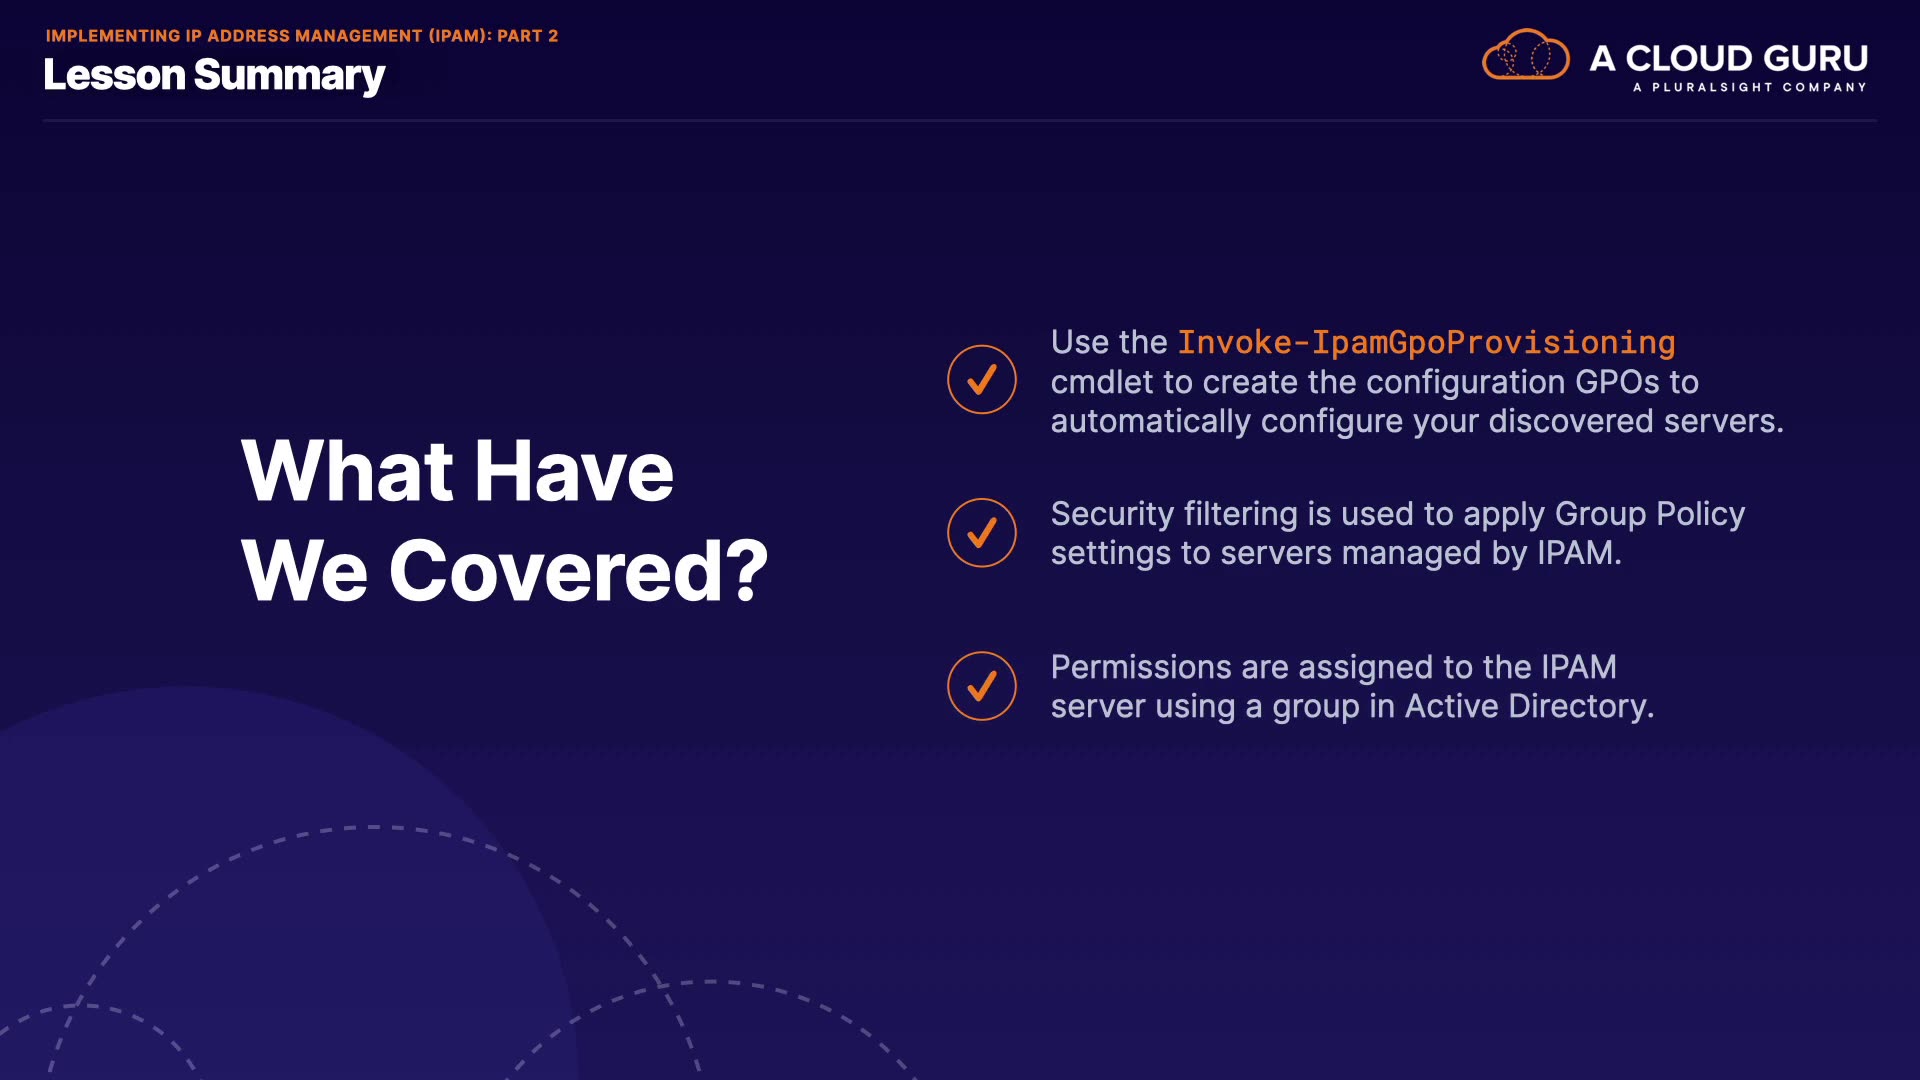 IMPLEMENTING IP ADDRESS MANAGEMENT (IPAM): PART 2
Lesson Summary
A CLOUD GURU
A PLURALSIGHT COMPANY
What Have
We Covered?
Use the Invoke-IpamGpoProvisioning
cmdlet to create the configuration GPOs to
automatically configure your discovered servers.
Security filtering is used to apply Group Policy
settings to servers managed by IPAM.
Permissions are assigned to the IPAM
server using a group in Active Directory.